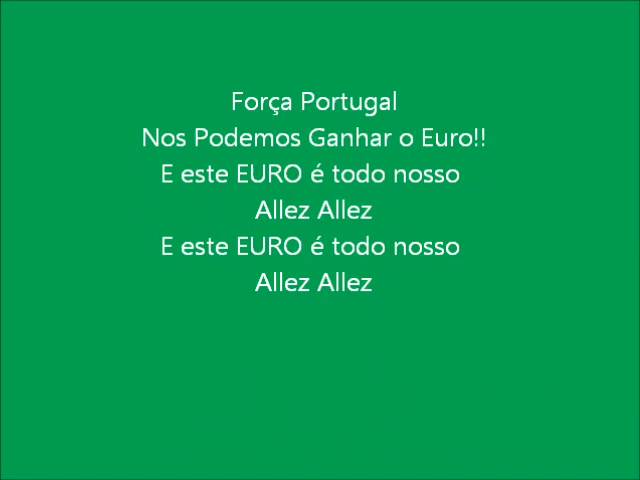 Força Portugal
Nos Podemos Ganhar o Euro!!
E este EURO é todo nosso
Allez Allez
E este EURO é todo nosso
Allez Allez